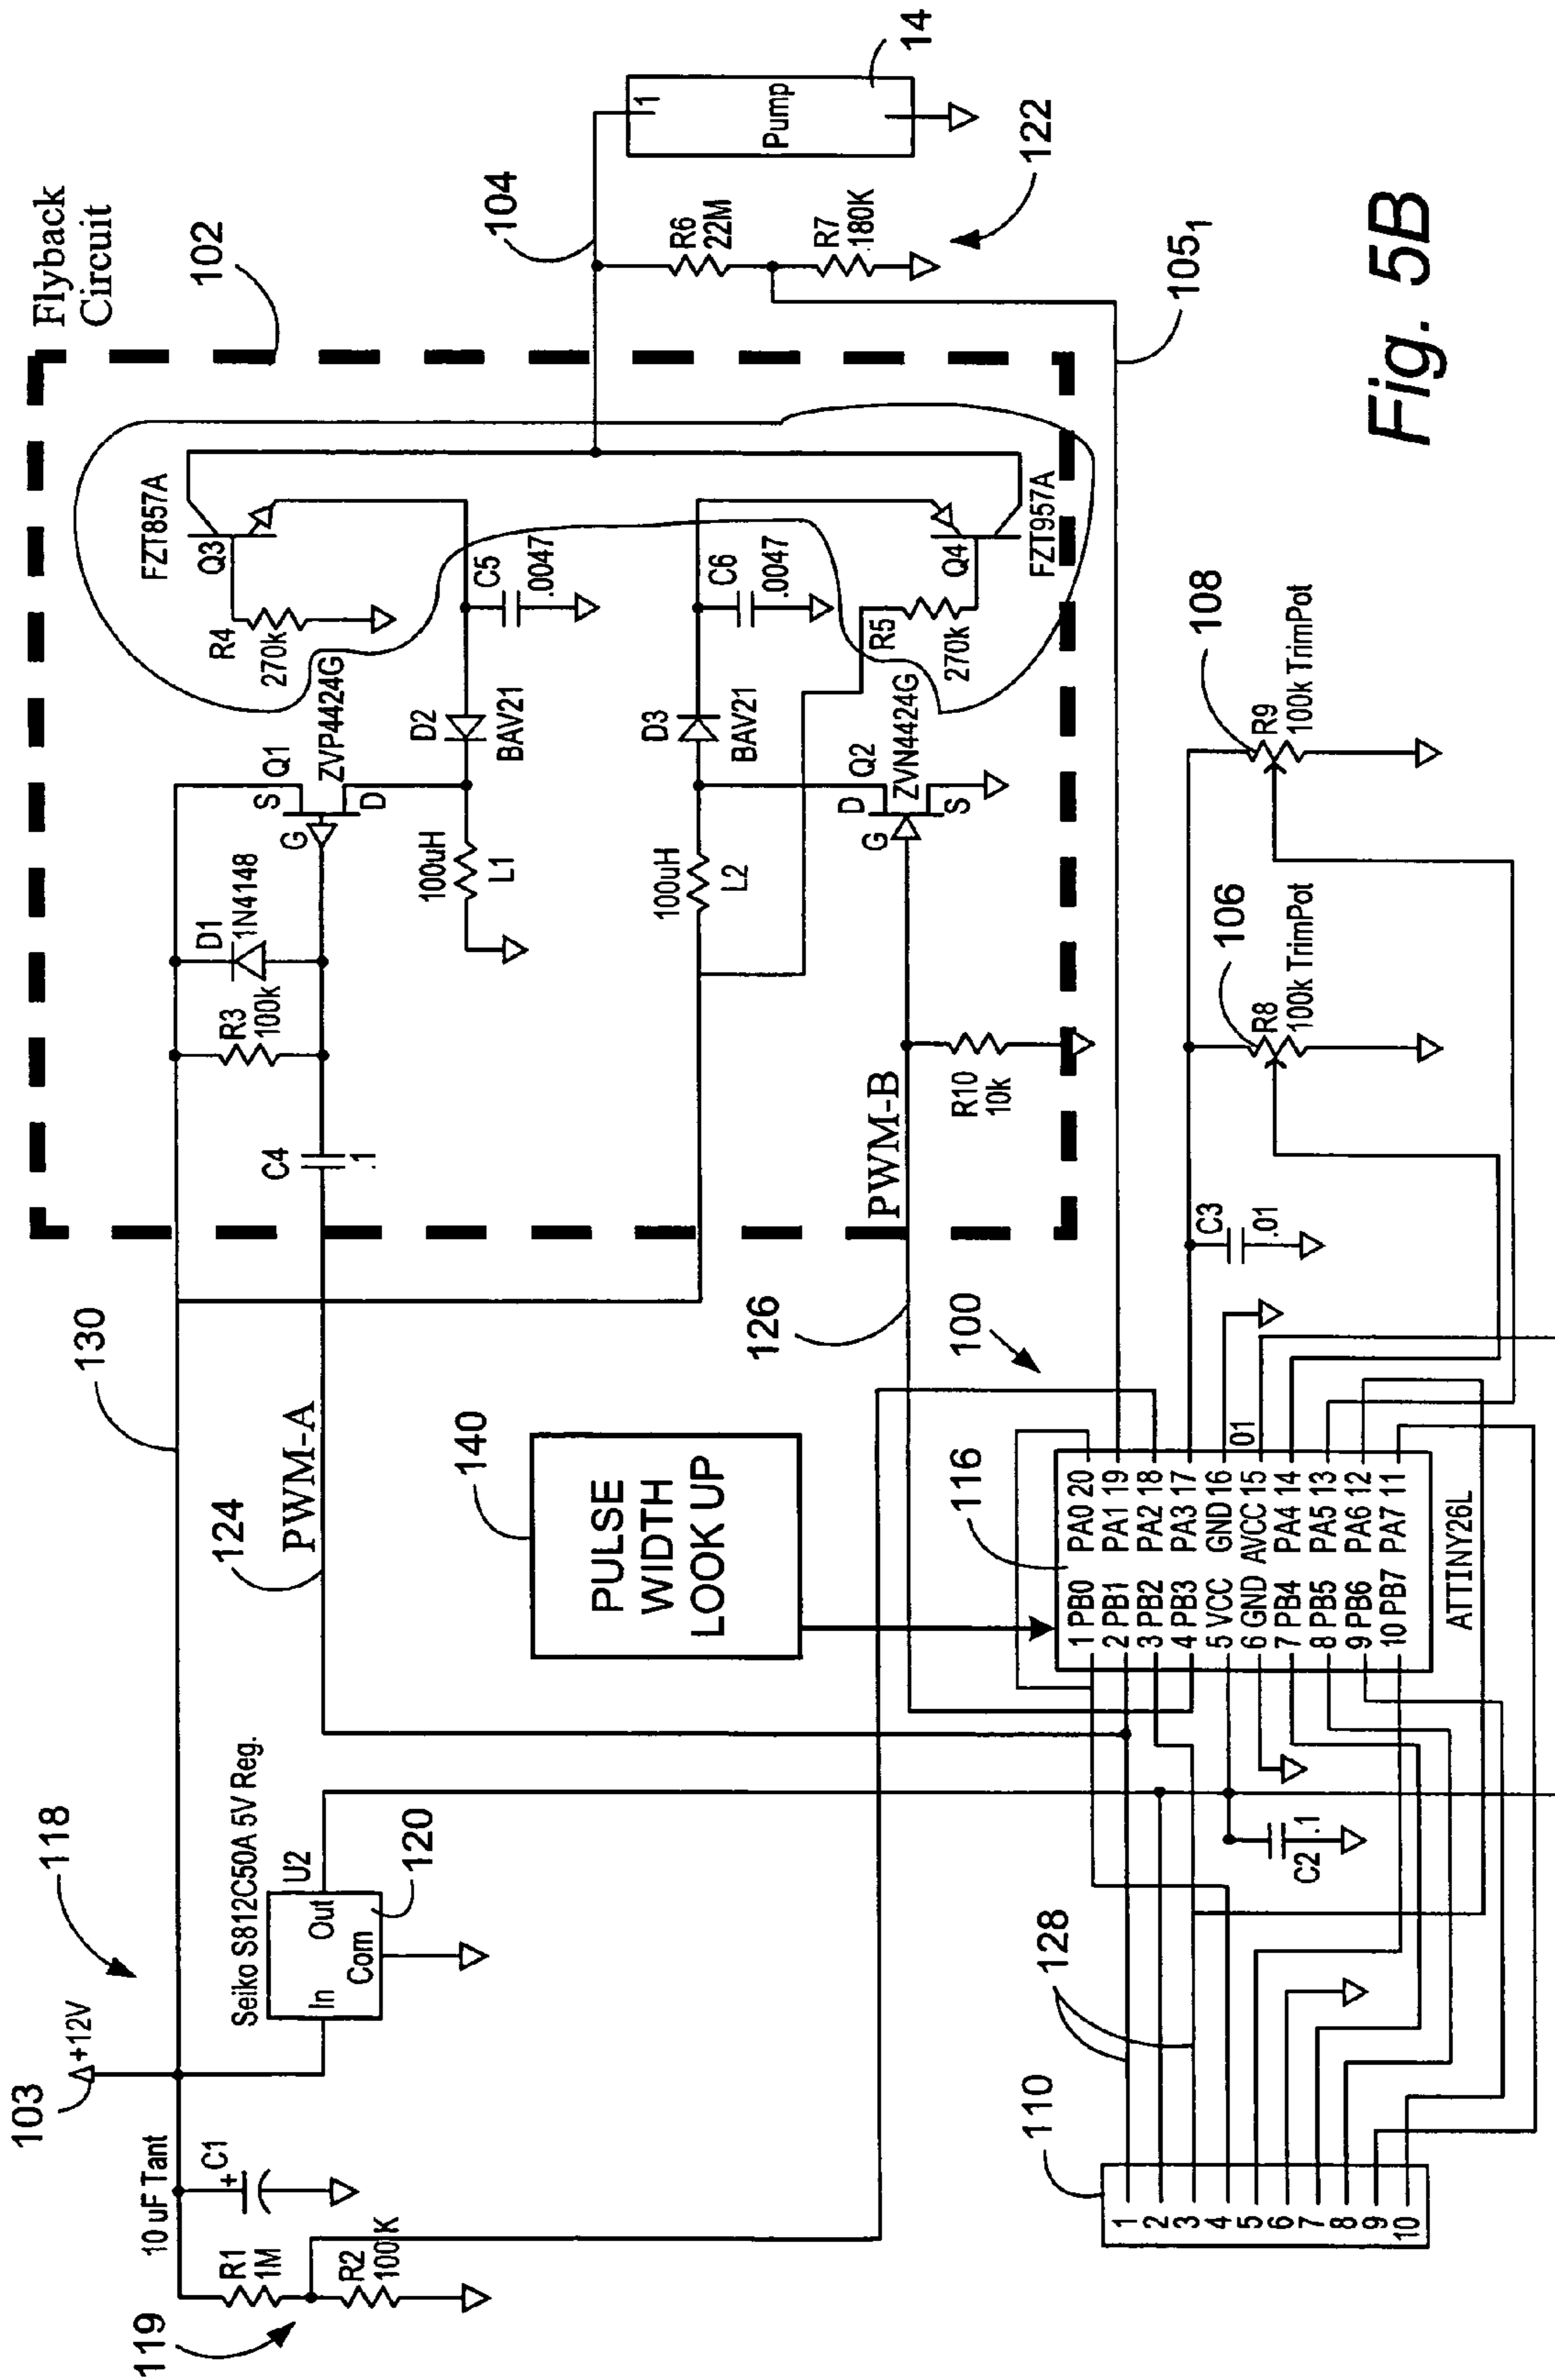 Flyback
Circuit
102
130
124
PWM-A
118
103
+12V
10 uF Tant
C1
+
R1
1M
R2
100K
119
Seiko S812C50A 5V Reg.
U2
In
Out
Com
120
C4
.1
R3
100k
D1
1N4148
G
S
D
Q1
ZVP4424G
100uH
L1
D2
BAV21
R4
270k
Q3
FZT857A
C5
.0047
104
1
Pump
14
R6
22M
R7
180K
122
100uH
L2
D3
BAV21
C6
.0047
D
G
S
Q2
ZVN4424G
R5
270k
Q4
FZT957A
PWM-B
R10
10k
126
105₁
140
PULSE
WIDTH
LOOK UP
100
116
1 PB0 PA0 20
2 PB1 PA1 19
3 PB2 PA2 18
4 PB3 PA3 17
5 VCC GND 16
6 GND AVCC 15
7 PB4 PA4 14
8 PB5 PA5 13
9 PB6 PA6 12
10 PB7 PA7 11
ATTINY26L
01
C3
.01
106
R8
100k TrimPot
108
R9
100k TrimPot
C2
.1
128
110
1
2
3
4
5
6
7
8
9
10
Fig. 5B